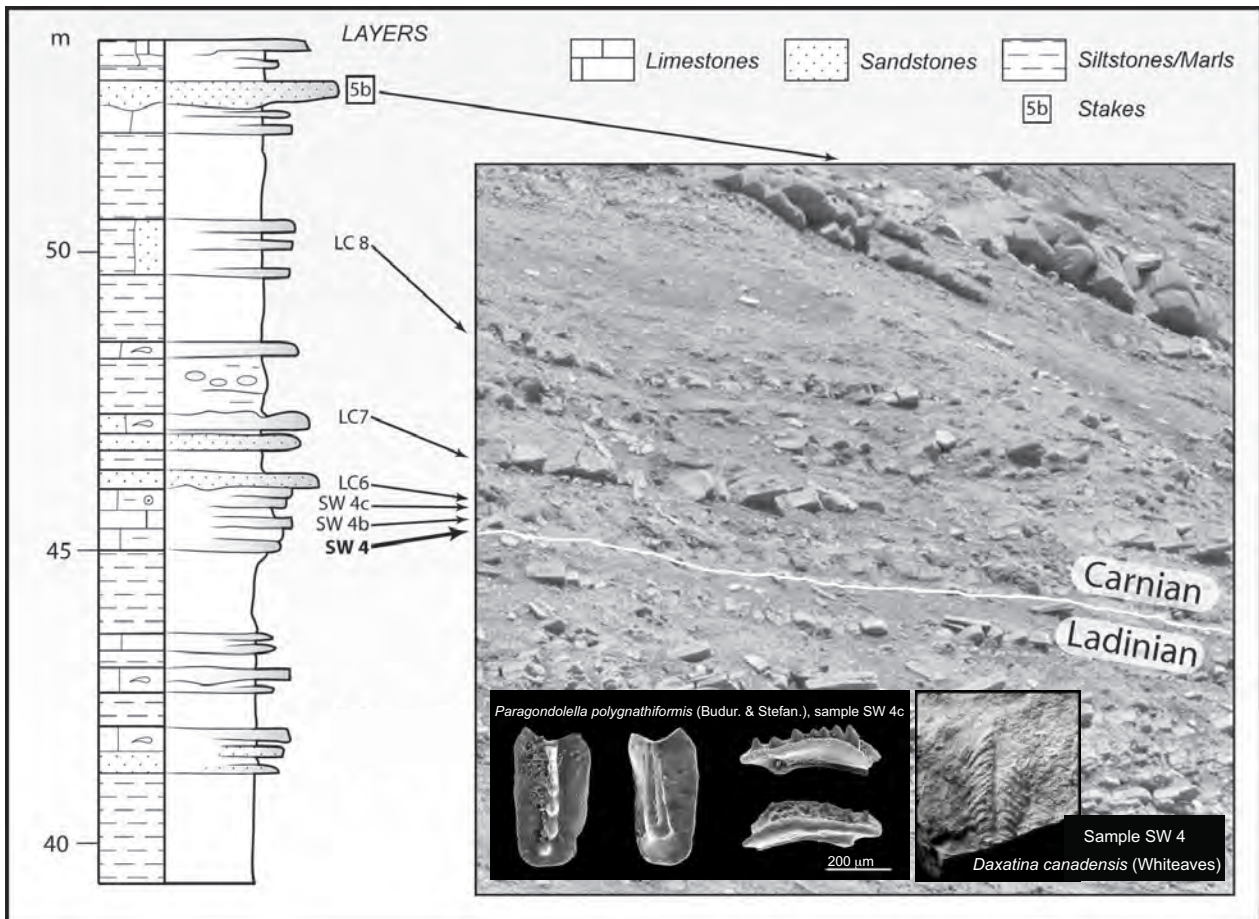 m
LAYERS
5b
Limestones
Sandstones
Siltstones/Marls
5b
Stakes
50
LC 8
LC7
LC6
SW 4c
SW 4b
45
SW 4
Carnian
Ladinian
40
Paragondolella polygnathiformis (Budur. & Stefan.), sample SW 4c
200 μm
Sample SW 4
Daxatina canadensis (Whiteaves)